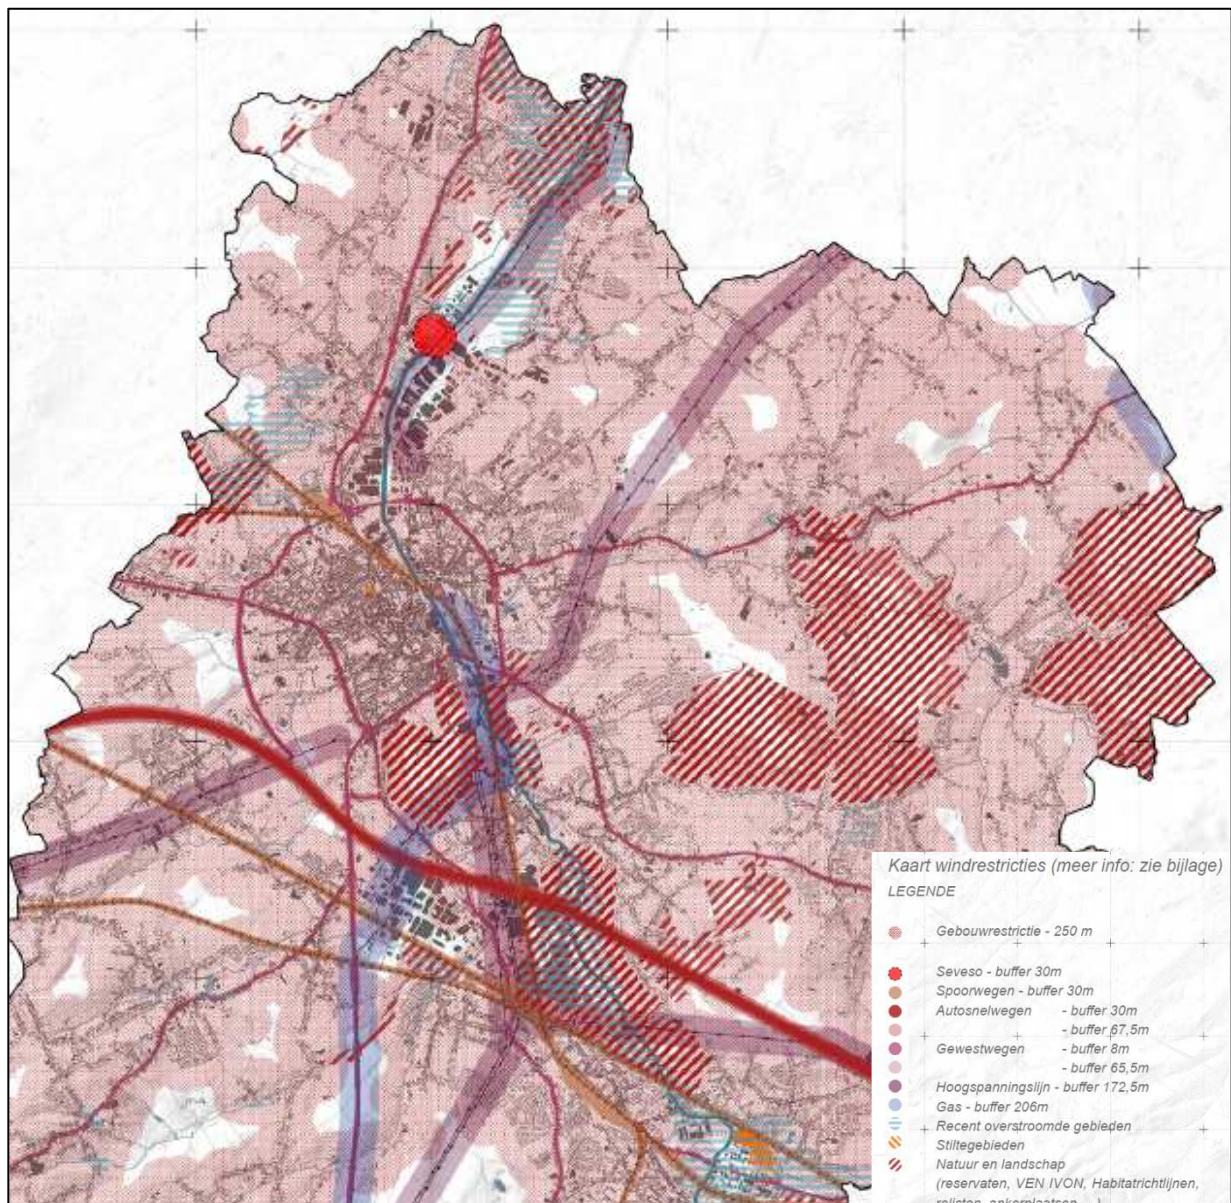 Kaart windrestricties (meer info: zie bijlage)
LEGENDE
Gebouwrestrictie - 250 m
Seveso - buffer 30m
Spoorwegen - buffer 30m
Autosnelwegen - buffer 30m
- buffer 67,5m
Gewestwegen - buffer 8m
- buffer 65,5m
Hoogspanningslijn - buffer 172,5m
Gas - buffer 206m
Recent overstroomde gebieden
Stiltegebieden
Natuur en landschap
(reservaten, VEN IVON, Habitatrichtlijnen,
relicten, ankerplaatsen